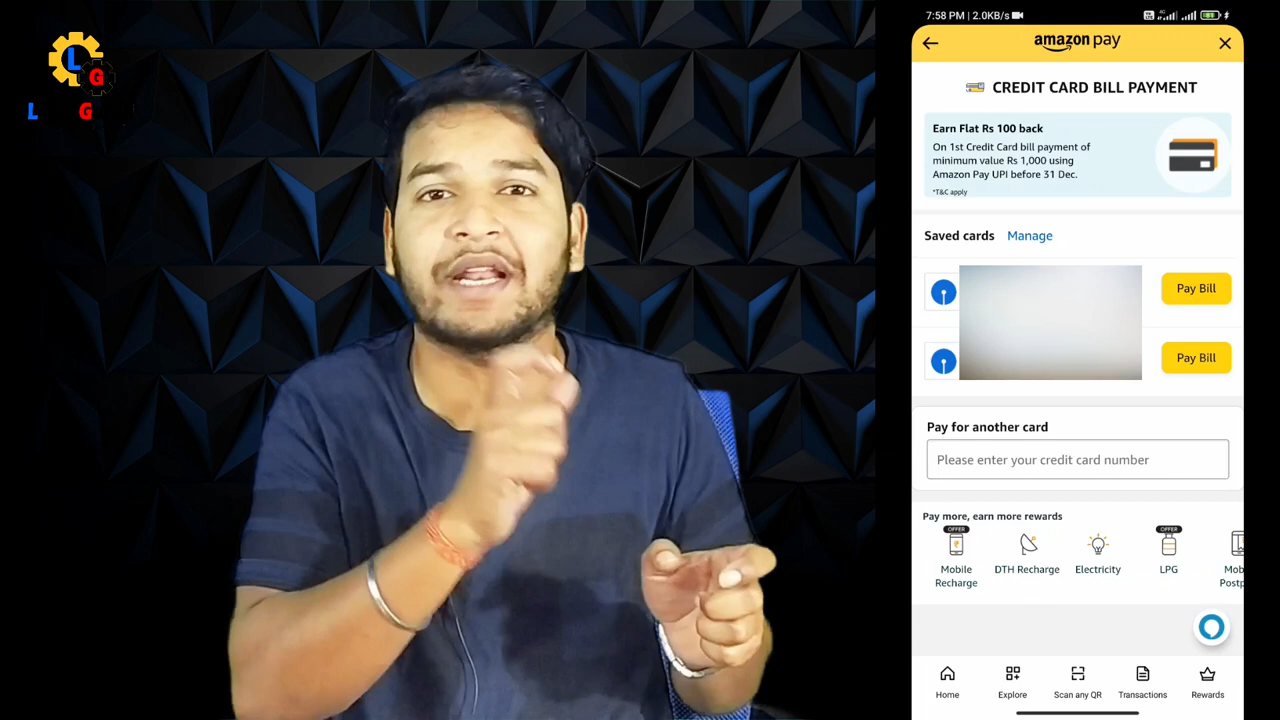 L
G
L G
7:58 PM | 2.0KB/s
amazon pay
CREDIT CARD BILL PAYMENT
Earn Flat Rs 100 back
On 1st Credit Card bill payment of
minimum value Rs 1,000 using
Amazon Pay UPI before 31 Dec.
*T&C apply
Saved cards Manage
Pay Bill
Pay Bill
Pay for another card
Please enter your credit card number
Pay more, earn more rewards
OFFER
OFFER
Mobile
Recharge
DTH Recharge
Electricity
LPG
Mob
Postp
Home
Explore
Scan any QR
Transactions
Rewards